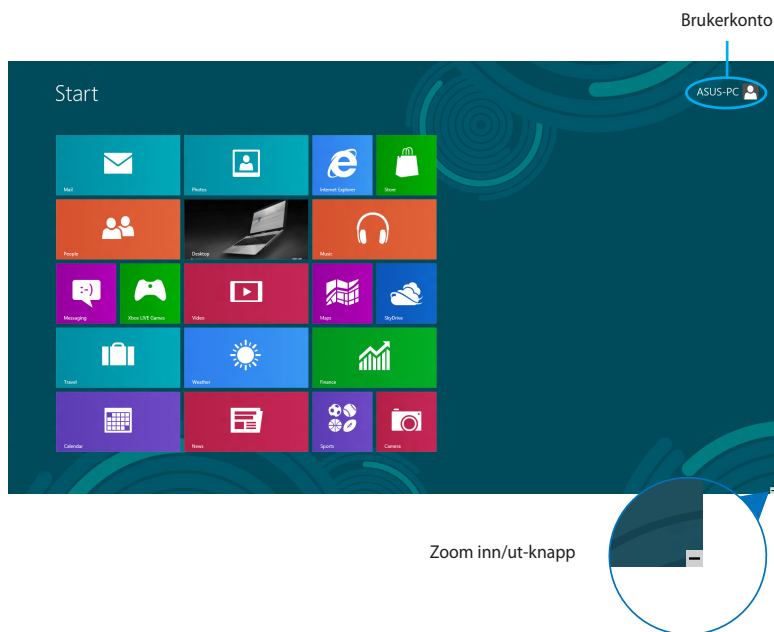 Brukerkonto
Start
ASUS-PC
Mail
Photos
Internet Explorer
Store
People
Desktop
Music
Messaging
Xbox LIVE Games
Video
Maps
SkyDrive
Travel
Weather
Finance
Calendar
News
Sports
Camera
Zoom inn/ut-knapp